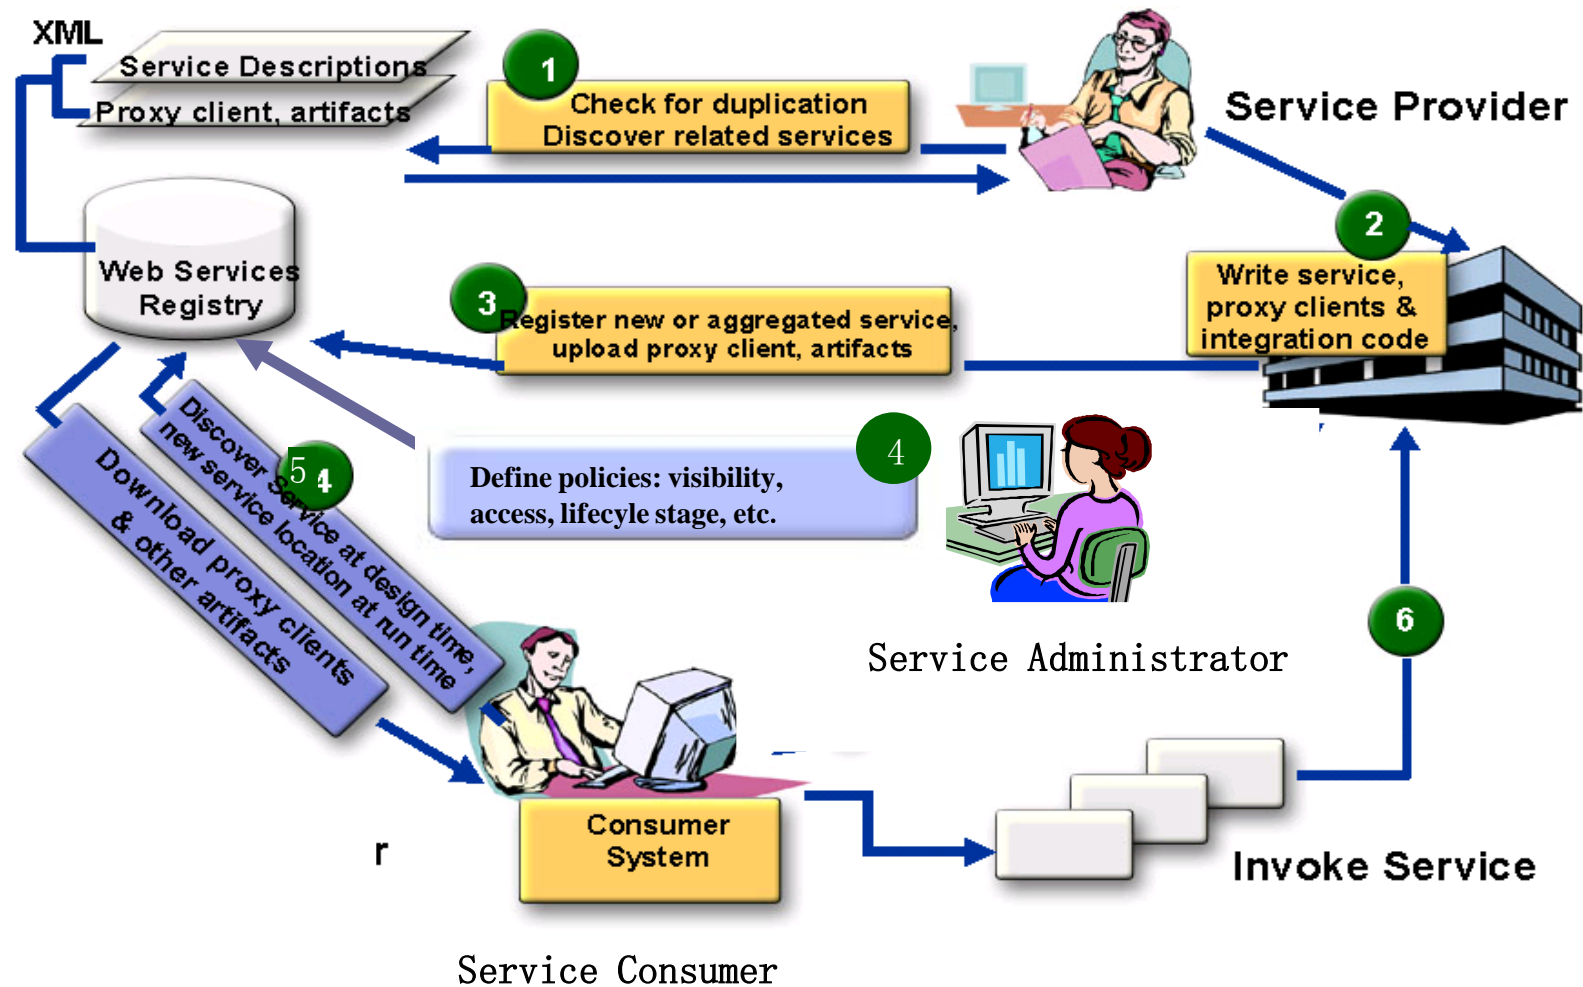 XML
Service Descriptions
Proxy client, artifacts
1
Check for duplication
Discover related services
Service Provider
2
Write service,
proxy clients &
integration code
Web Services
Registry
3
Register new or aggregated service,
upload proxy client, artifacts
4
Define policies: visibility,
access, lifecyle stage, etc.
Service Administrator
5
4
Discover Service at design time,
new service location at run time
Download proxy clients
& other artifacts
6
Consumer
System
r
Invoke Service
Service Consumer